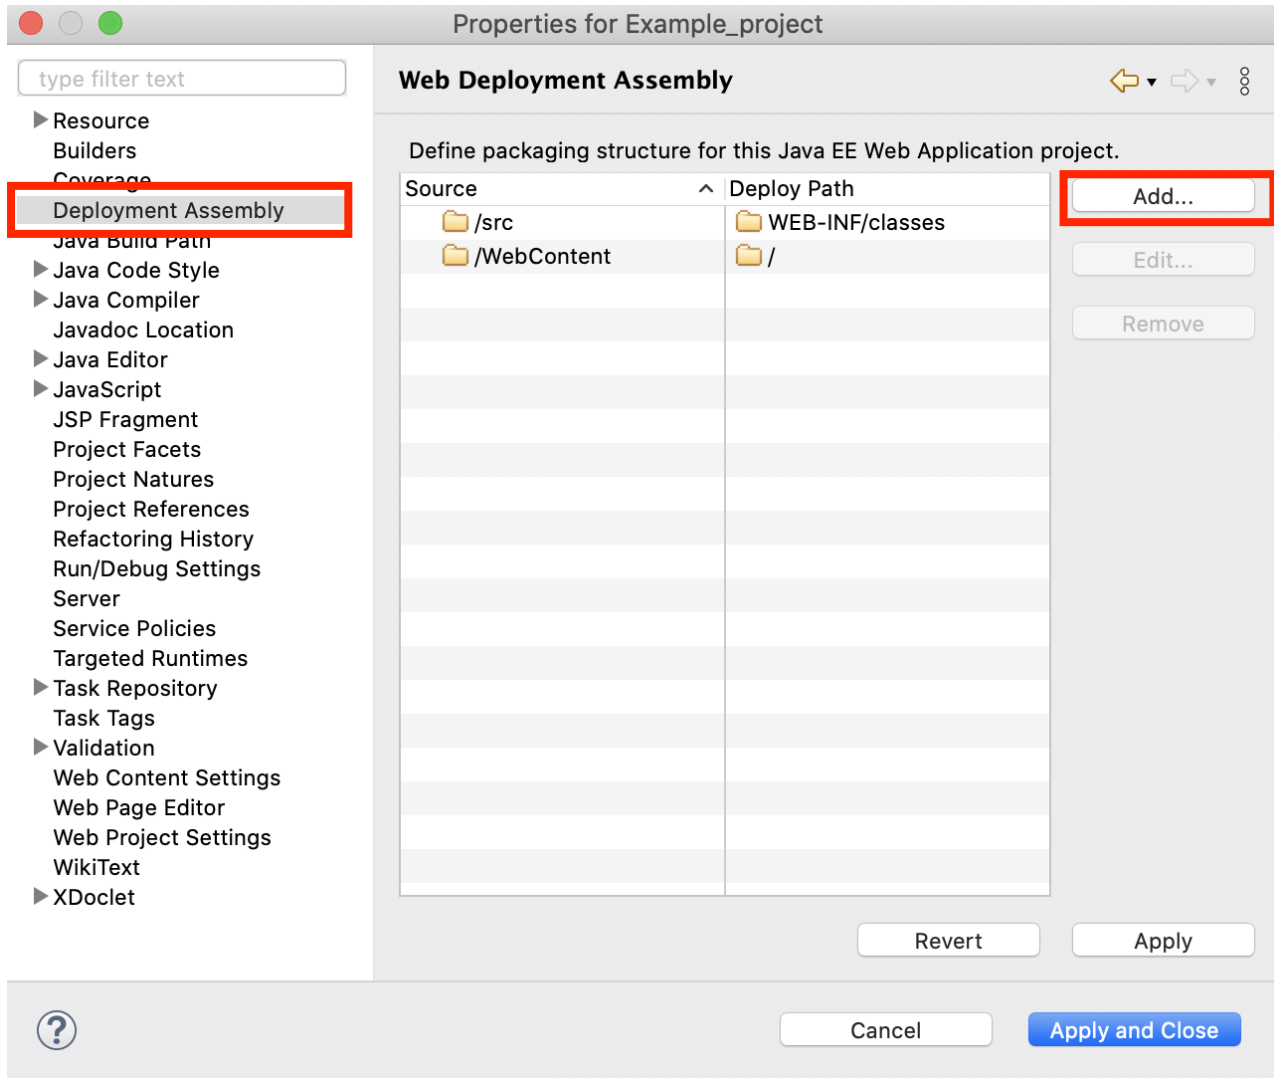 Properties for Example_project
type filter text
Resource
Builders
Coverage
Deployment Assembly
Java Build Path
Java Code Style
Java Compiler
Javadoc Location
Java Editor
JavaScript
JSP Fragment
Project Facets
Project Natures
Project References
Refactoring History
Run/Debug Settings
Server
Service Policies
Targeted Runtimes
Task Repository
Task Tags
Validation
Web Content Settings
Web Page Editor
Web Project Settings
WikiText
XDoclet
Web Deployment Assembly
Define packaging structure for this Java EE Web Application project.
Source Deploy Path
/src WEB-INF/classes
/WebContent /
Add...
Edit...
Remove
Revert Apply
? Cancel Apply and Close